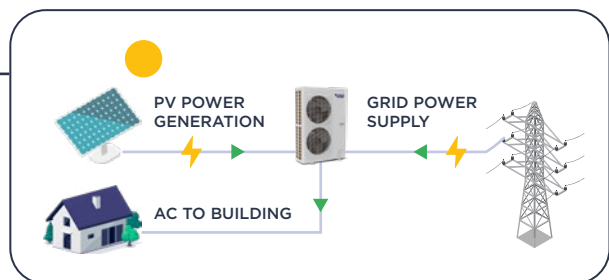 PV POWER
GENERATION
GRID POWER
SUPPLY
AC TO BUILDING